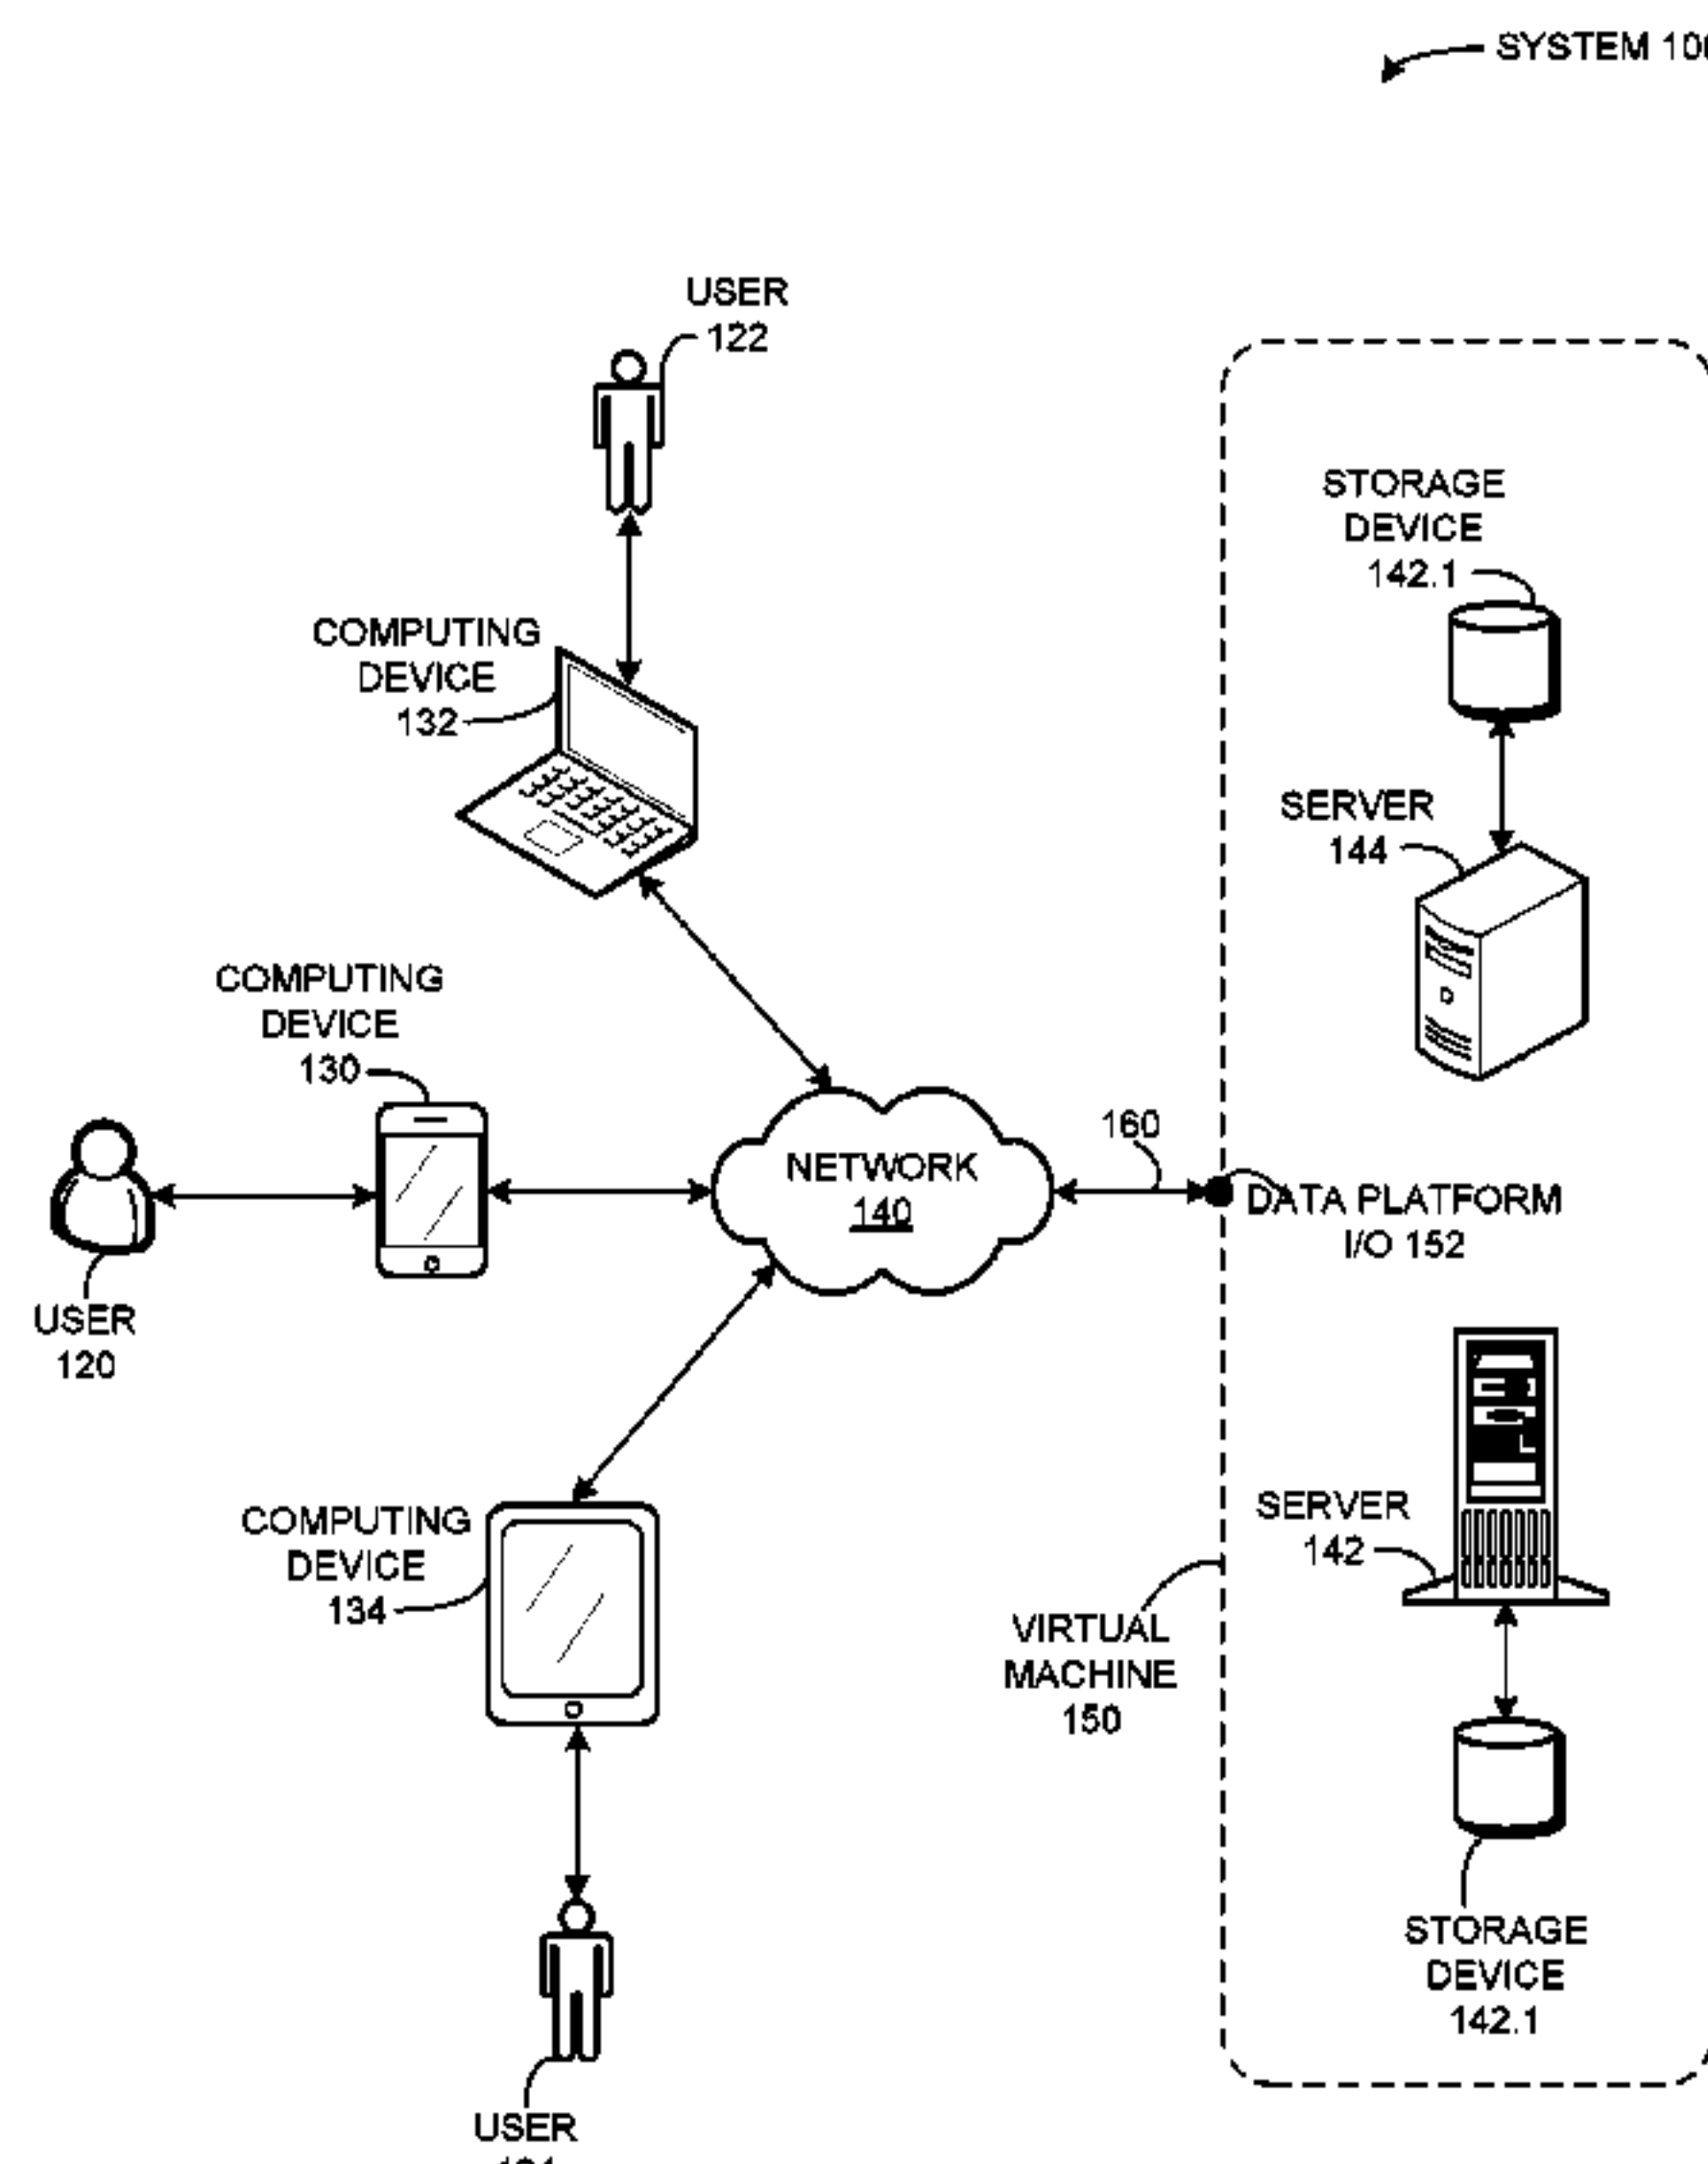 SYSTEM 100
USER
122
STORAGE
DEVICE
142.1
COMPUTING
DEVICE
132
SERVER
144
COMPUTING
DEVICE
130
160
NETWORK
140
DATA PLATFORM
I/O 152
USER
120
SERVER
142
COMPUTING
DEVICE
134
VIRTUAL
MACHINE
150
STORAGE
DEVICE
142.1
USER